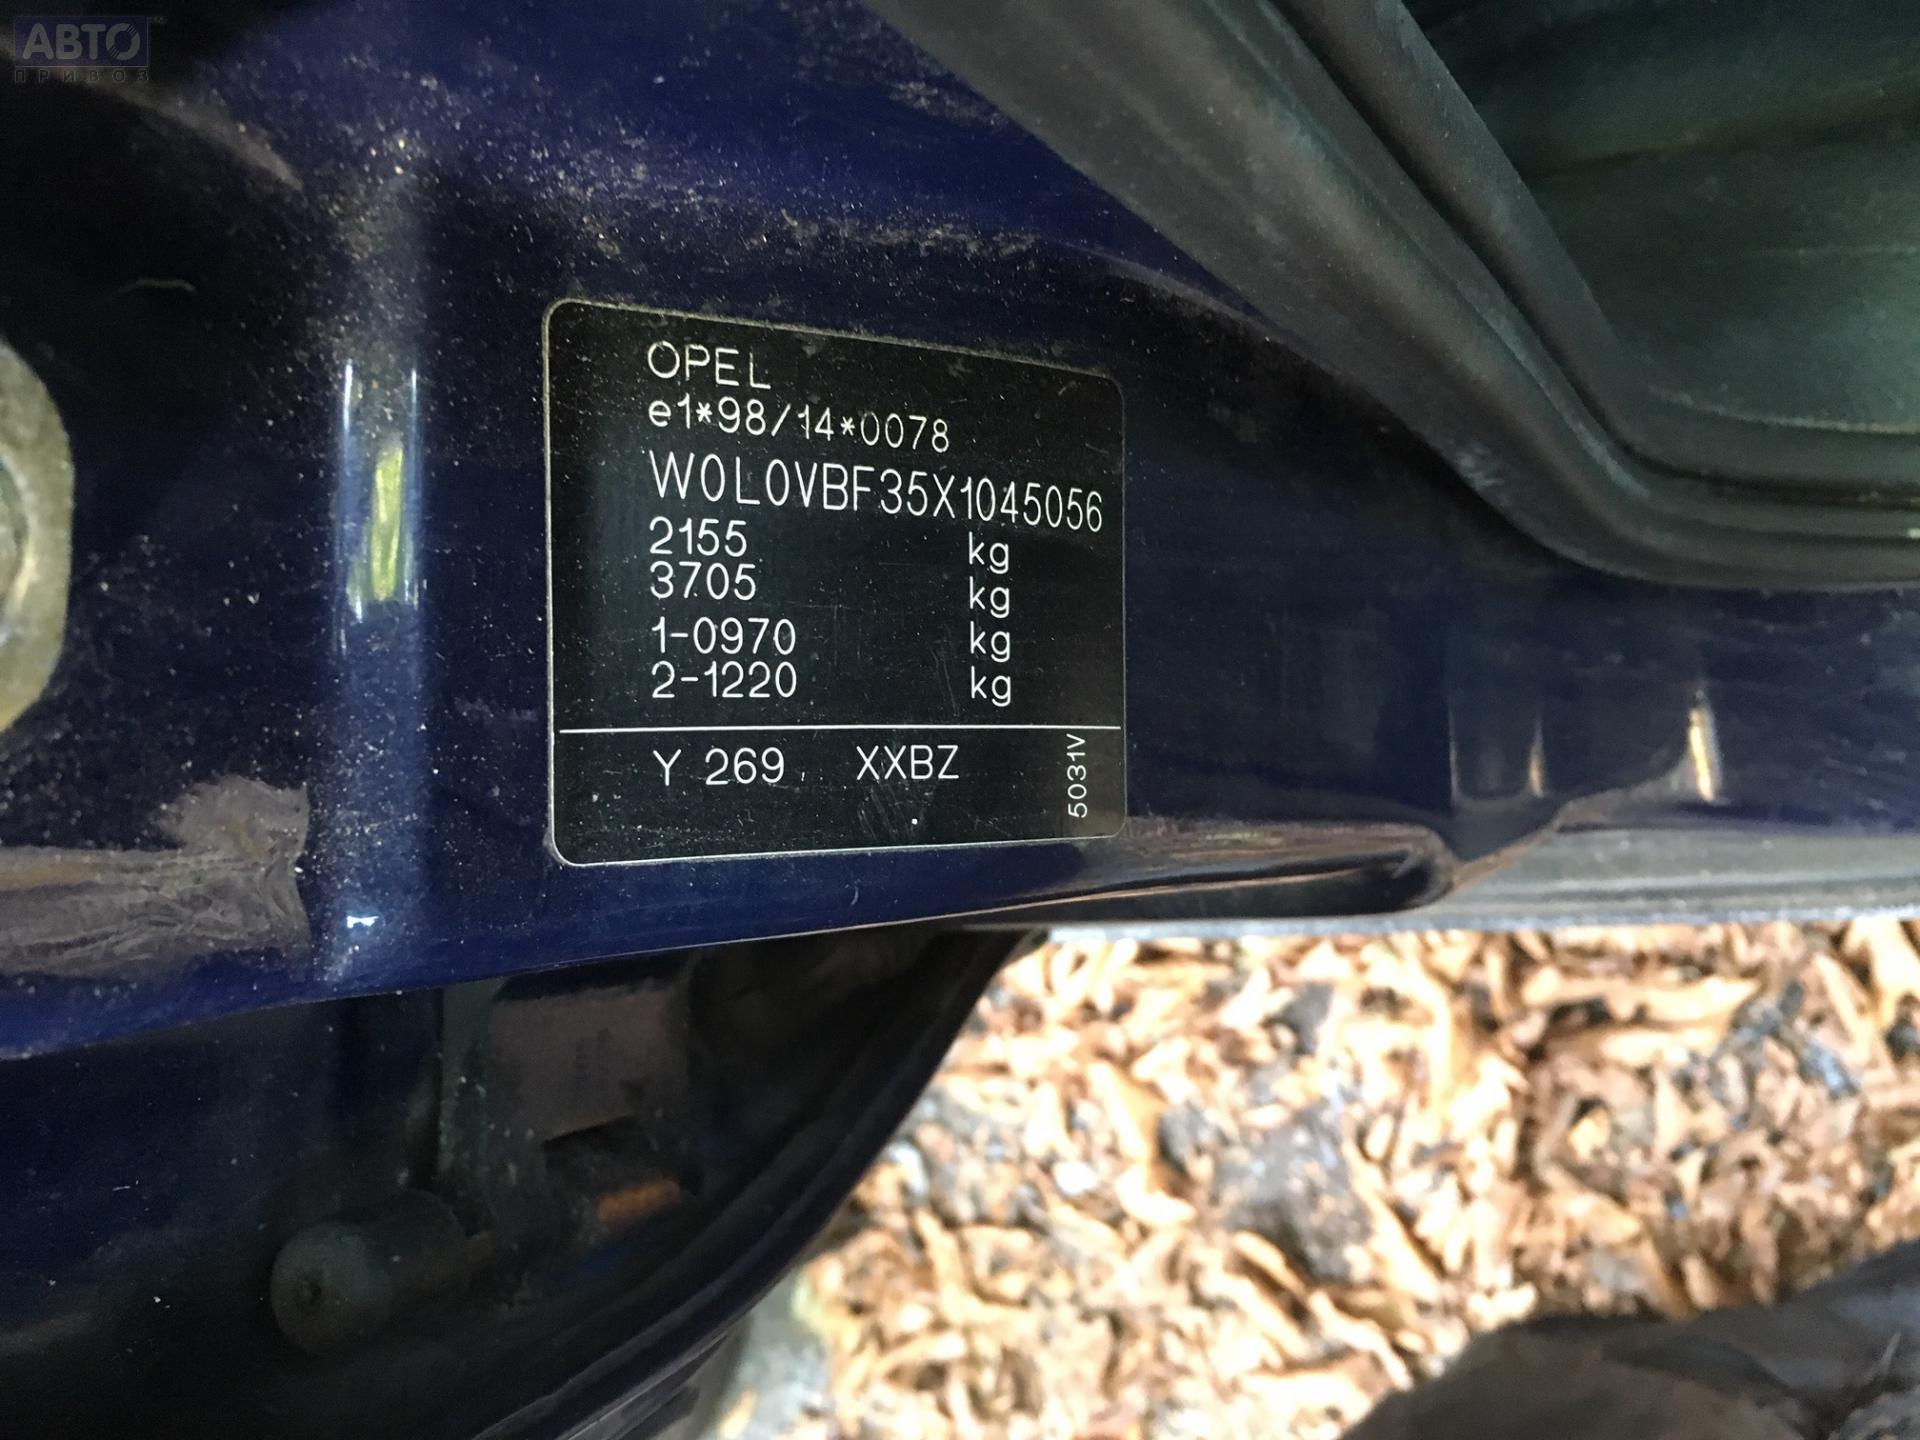 АВТО
ПРИВОЗ
OPEL
e1*98/14*0078
W0L0VBF35X1045056
2155 kg
3705 kg
1-0970 kg
2-1220 kg
Y 269 XXBZ
5031V